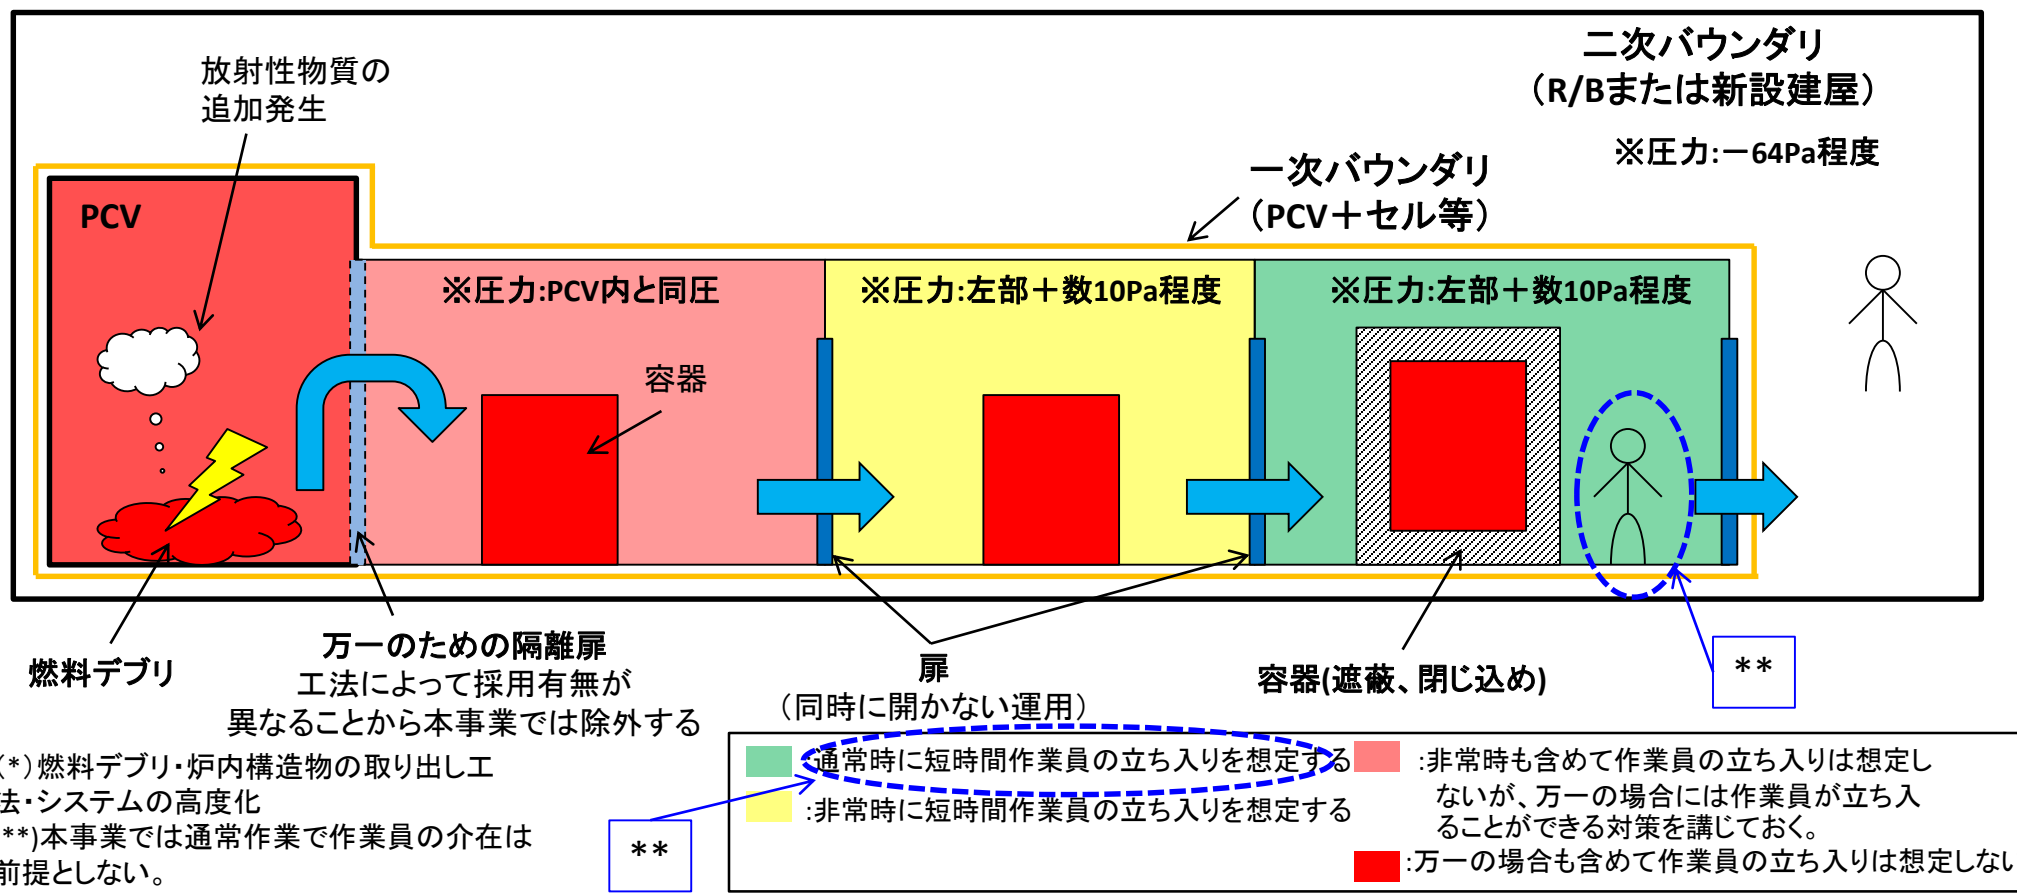 放射性物質の
追加発生
二次バウンダリ
（R/Bまたは新設建屋）
※圧力:－64Pa程度
一次バウンダリ
（PCV＋セル等）
PCV
※圧力:PCV内と同圧
※圧力:左部＋数10Pa程度
※圧力:左部＋数10Pa程度
容器
燃料デブリ
万一のための隔離扉
工法によって採用有無が
異なることから本事業では除外する
扉
（同時に開かない運用）
容器(遮蔽、閉じ込め)
**
(*)燃料デブリ・炉内構造物の取り出し工
法・システムの高度化
**)本事業では通常作業で作業員の介在は
前提としない。
**
:通常時に短時間作業員の立ち入りを想定する
:非常時に短時間作業員の立ち入りを想定する
:非常時も含めて作業員の立ち入りは想定し
ないが、万一の場合には作業員が立ち入
ることができる対策を講じておく。
:万一の場合も含めて作業員の立ち入りは想定しない